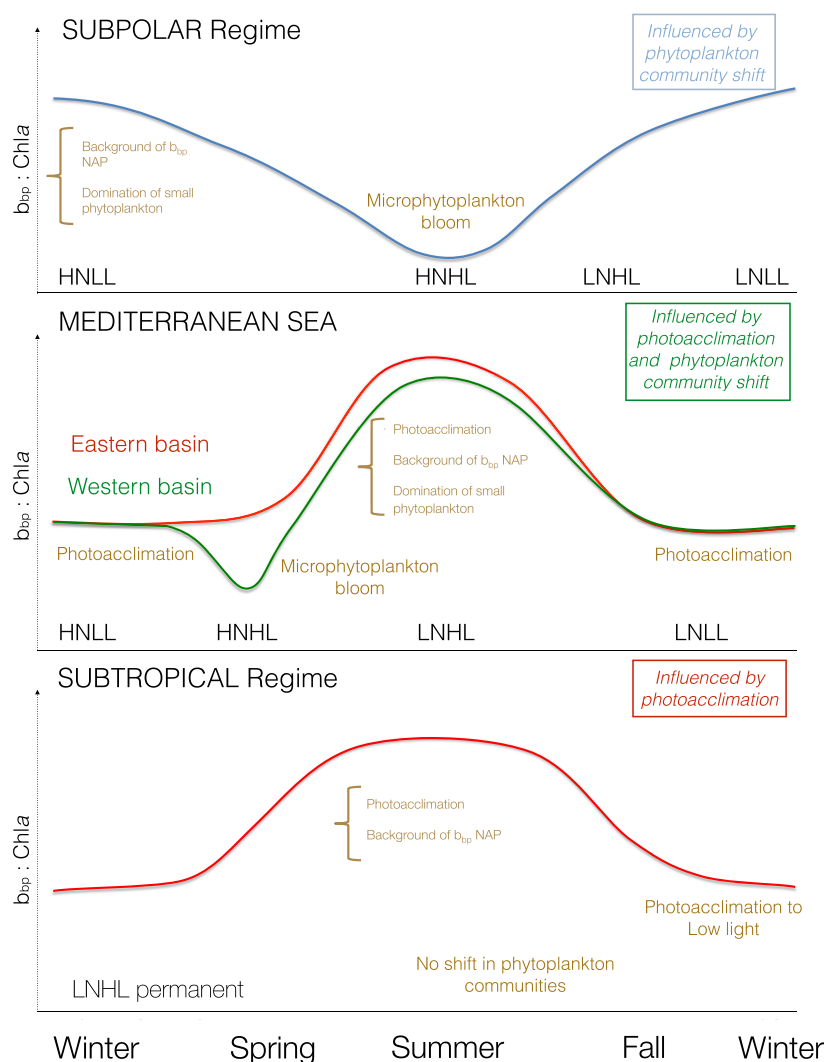 SUBPOLAR Regime
Influenced by
phytoplankton
community shift
bbp : Chla
Background of bbp
NAP
Domination of small
phytoplankton
Microphytoplankton
bloom
HNLL HNHL LNHL LNLL
MEDITERRANEAN SEA
Influenced by
photoacclimation
and phytoplankton
community shift
Eastern basin
Western basin
bbp : Chla
Photoacclimation
Background of bbp NAP
Domination of small
phytoplankton
Photoacclimation
Microphytoplankton
bloom
Photoacclimation
HNLL HNHL LNHL LNLL
SUBTROPICAL Regime
Influenced by
photoacclimation
bbp : Chla
Photoacclimation
Background of bbp NAP
Photoacclimation to
Low light
No shift in phytoplankton
communities
LNHL permanent
Winter Spring Summer Fall Winter